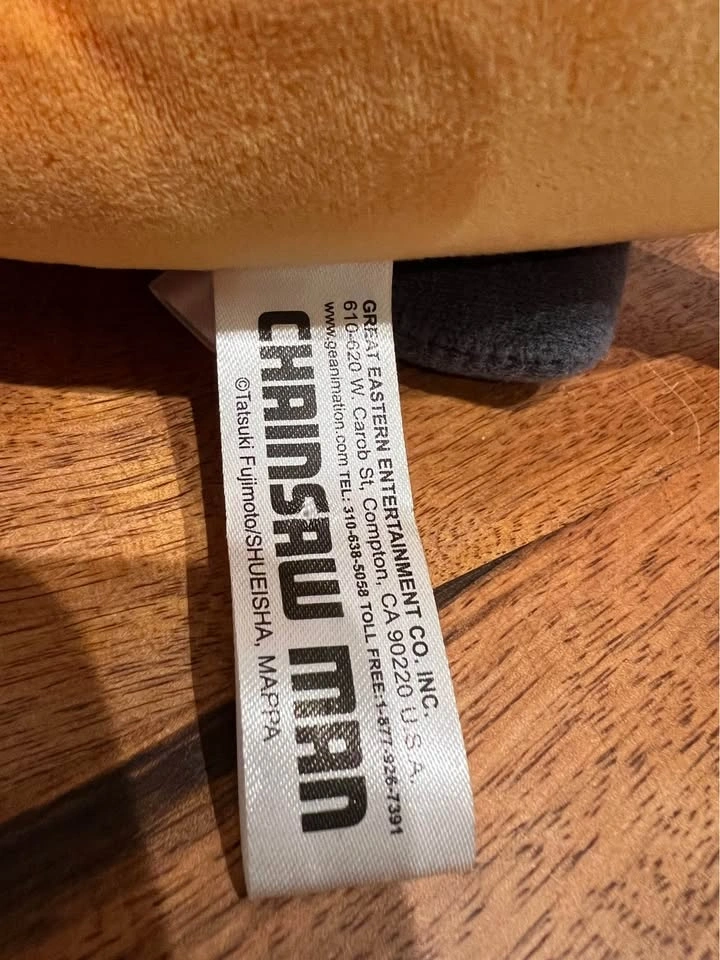 GREAT EASTERN ENTERTAINMENT CO. INC.
610-620 W. Carob St, Compton, CA 90220 U.S.A.
www.geanimation.com TEL: 310-638-5058 TOLL FREE:1-877-926-7391
CHAINSAW MAN
©Tatsuki Fujimoto/SHUEISHA, MAPPA